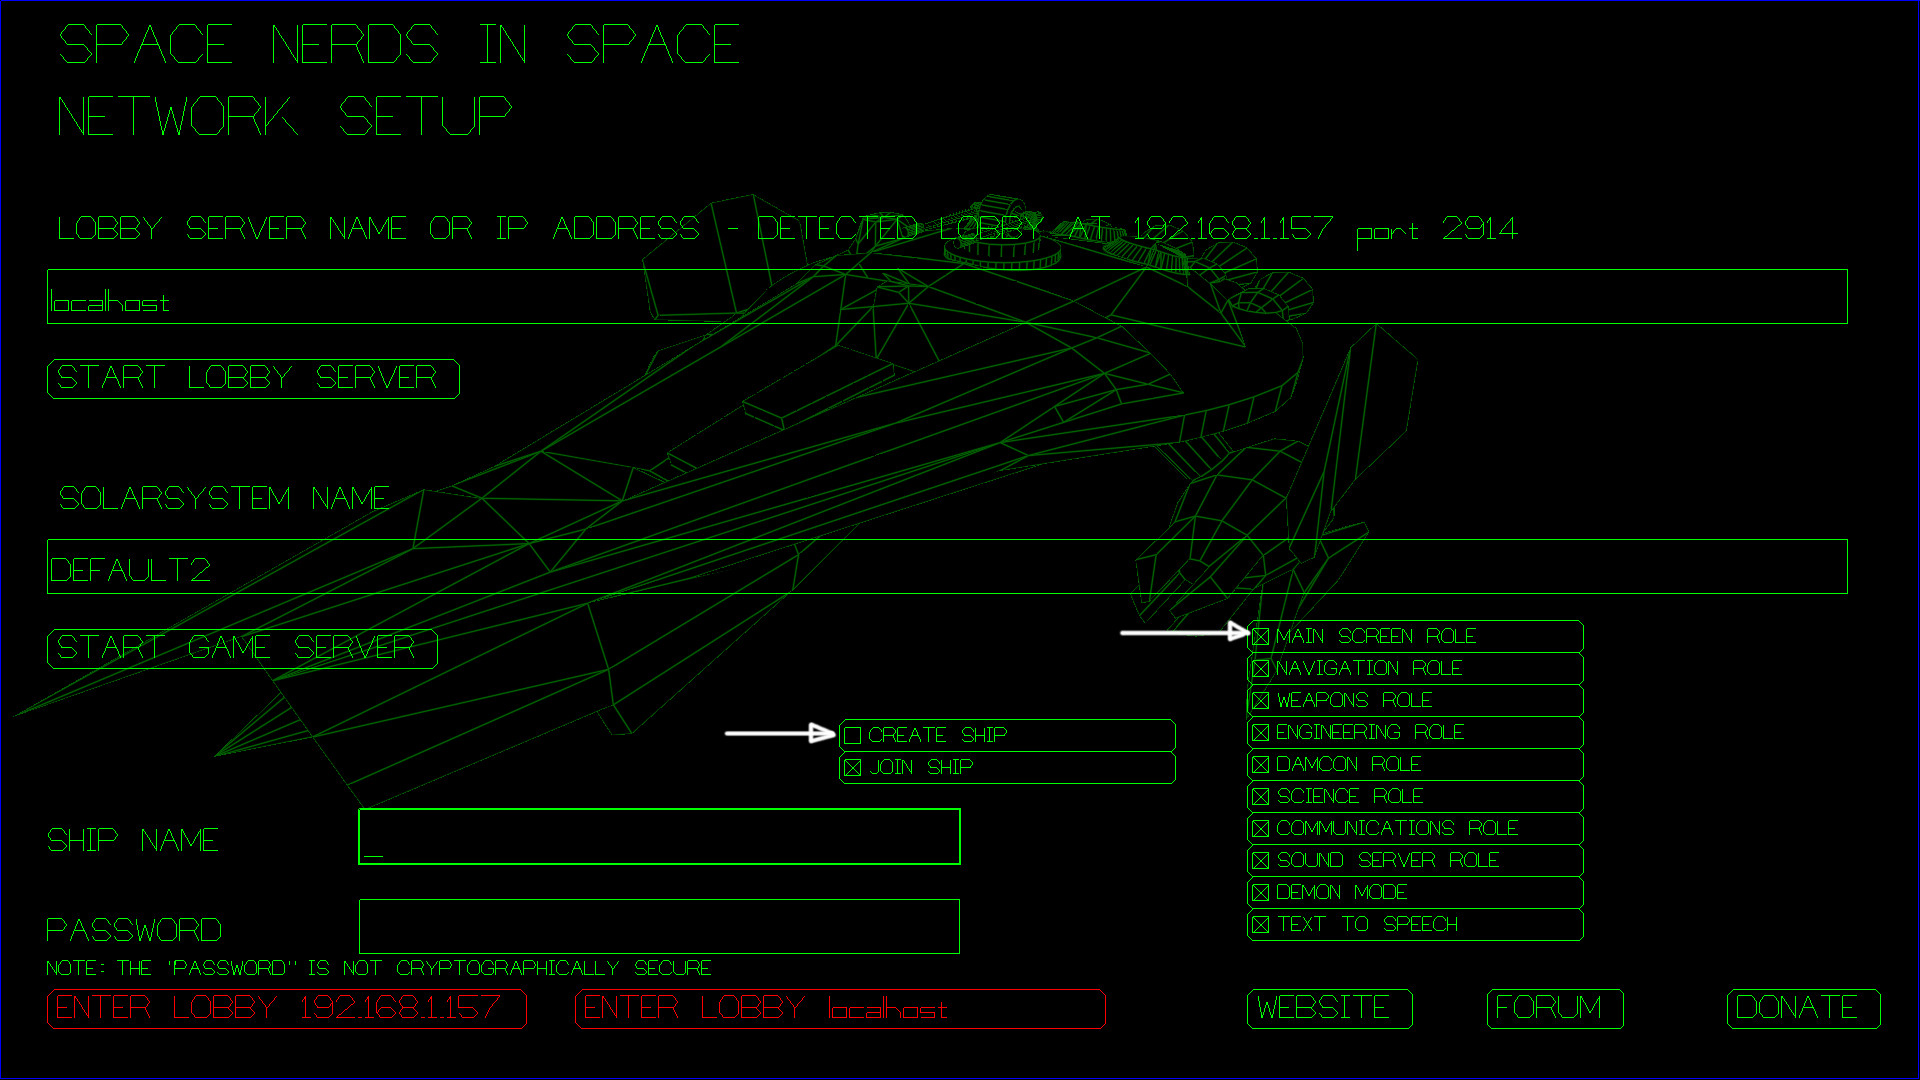 SPACE NERDS IN SPACE
NETWORK SETUP
LOBBY SERVER NAME OR IP ADDRESS - DETECTED LOBBY AT 192.168.1.157 port 2914
localhost
START LOBBY SERVER
SOLARSYSTEM NAME
DEFAULT2
START GAME SERVER
MAIN SCREEN ROLE
NAVIGATION ROLE
WEAPONS ROLE
ENGINEERING ROLE
DAMCON ROLE
SCIENCE ROLE
COMMUNICATIONS ROLE
SOUND SERVER ROLE
DEMON MODE
TEXT TO SPEECH
CREATE SHIP
JOIN SHIP
SHIP NAME
_
PASSWORD
NOTE: THE "PASSWORD" IS NOT CRYPTOGRAPHICALLY SECURE
ENTER LOBBY 192.168.1.157
ENTER LOBBY localhost
WEBSITE
FORUM
DONATE